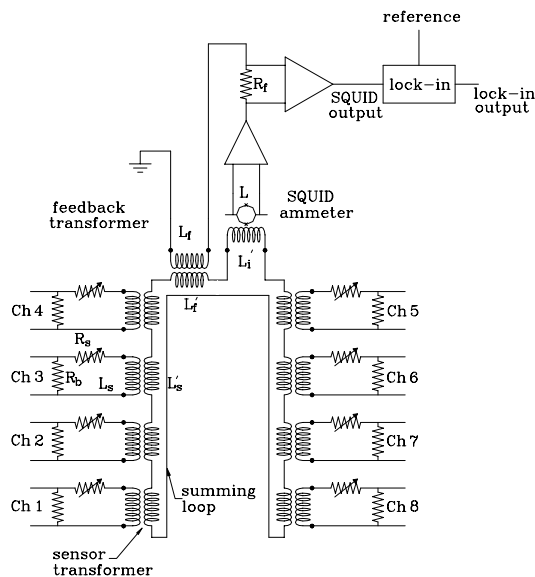 reference
R_f
lock-in
SQUID
output
lock-in
output
L
SQUID
ammeter
feedback
transformer
L_f
L_i'
L_f'
Ch 4
Ch 5
R_s
Ch 3
R_b
L_s
L_s'
Ch 6
Ch 2
Ch 7
Ch 1
summing
loop
Ch 8
sensor
transformer